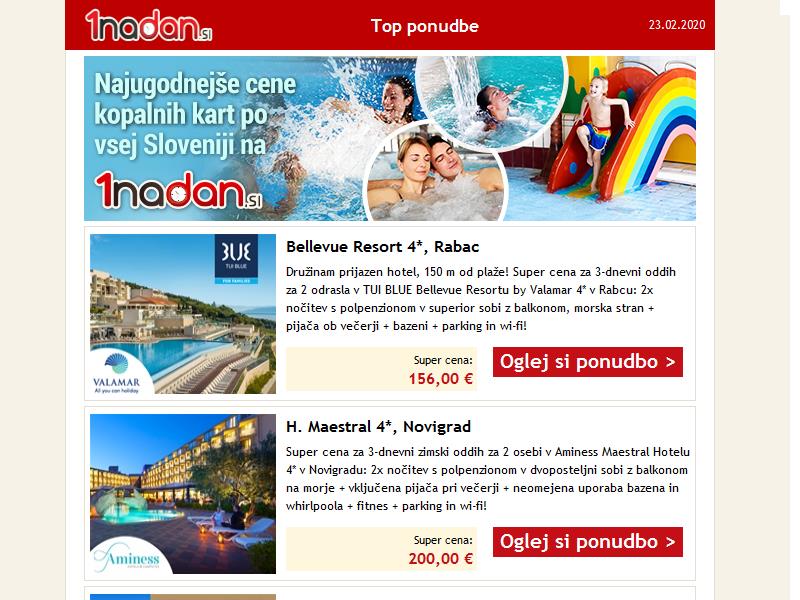 1nadan.si
Top ponudbe
23.02.2020
Najugodnejše cene
kopalnih kart po
vsej Sloveniji na
1nadan.si
BUE
TUI BLUE
FOR FAMILIES
VALAMAR
All you can holiday
Bellevue Resort 4*, Rabac
Družinam prijazen hotel, 150 m od plaže! Super cena za 3-dnevni oddih
za 2 odrasla v TUI BLUE Bellevue Resortu by Valamar 4* v Rabcu: 2x
nočitev s polpenzionom v superior sobi z balkonom, morska stran +
pijača ob večerji + bazeni + parking in wi-fi!
Super cena:
156,00 €
Oglej si ponudbo >
Aminess
H. Maestral 4*, Novigrad
Super cena za 3-dnevni zimski oddih za 2 osebi v Aminess Maestral Hotelu
4* v Novigradu: 2x nočitev s polpenzionom v dvoposteljni sobi z balkonom
na morje + vključena pijača pri večerji + neomejena uporaba bazena in
whirlpoola + fitnes + parking in wi-fi!
Super cena:
200,00 €
Oglej si ponudbo >